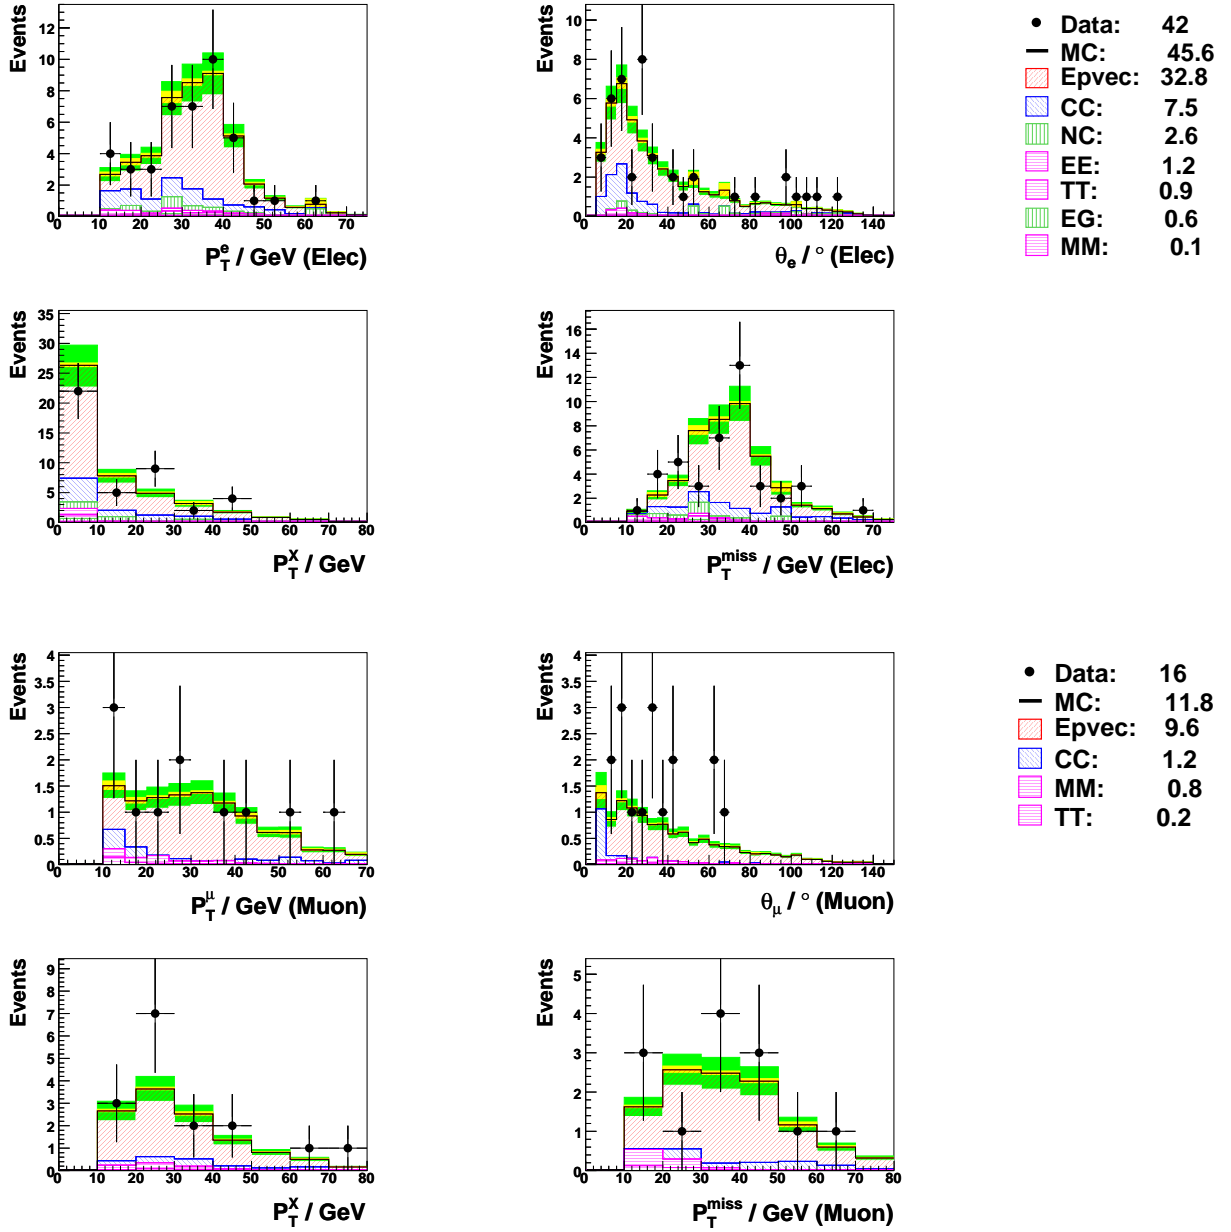 Events
12
10
8
6
4
2
0
0 10 20 30 40 50 60 70
P_T^e / GeV (Elec)
Events
10
8
6
4
2
0
0 20 40 60 80 100 120 140
θ_e / ° (Elec)
Data: 42
MC: 45.6
Epvec: 32.8
CC: 7.5
NC: 2.6
EE: 1.2
TT: 0.9
EG: 0.6
MM: 0.1
Events
35
30
25
20
15
10
5
0
0 10 20 30 40 50 60 70 80
P_T^X / GeV
Events
16
14
12
10
8
6
4
2
0
0 10 20 30 40 50 60 70
P_T^miss / GeV (Elec)
Events
4
3.5
3
2.5
2
1.5
1
0.5
0
0 10 20 30 40 50 60 70
P_T^μ / GeV (Muon)
Events
4
3.5
3
2.5
2
1.5
1
0.5
0
0 20 40 60 80 100 120 140
θ_μ / ° (Muon)
Data: 16
MC: 11.8
Epvec: 9.6
CC: 1.2
MM: 0.8
TT: 0.2
Events
9
8
7
6
5
4
3
2
1
0
0 10 20 30 40 50 60 70 80
P_T^X / GeV
Events
5
4
3
2
1
0
0 10 20 30 40 50 60 70 80
P_T^miss / GeV (Muon)